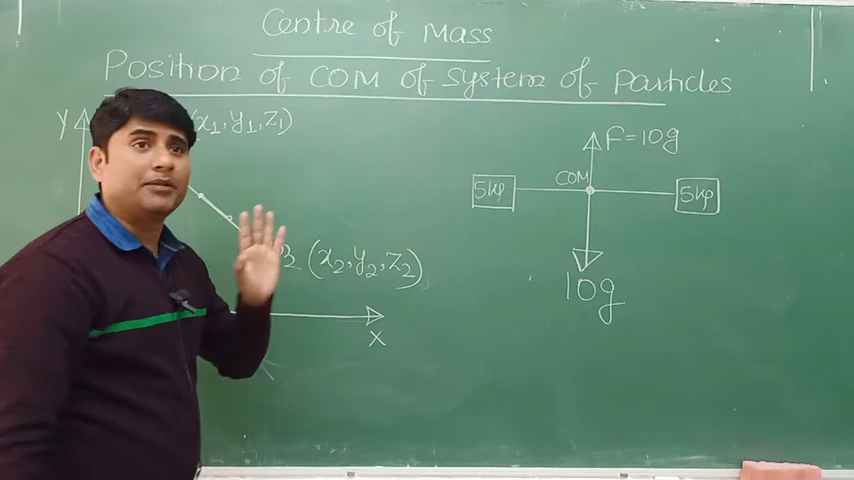 Centre of Mass
Position of COM of System of Particles
Y
(x₁, y₁, z₁)
F=10g
COM
5kg
5kg
(x₂, y₂, z₂)
10g
X